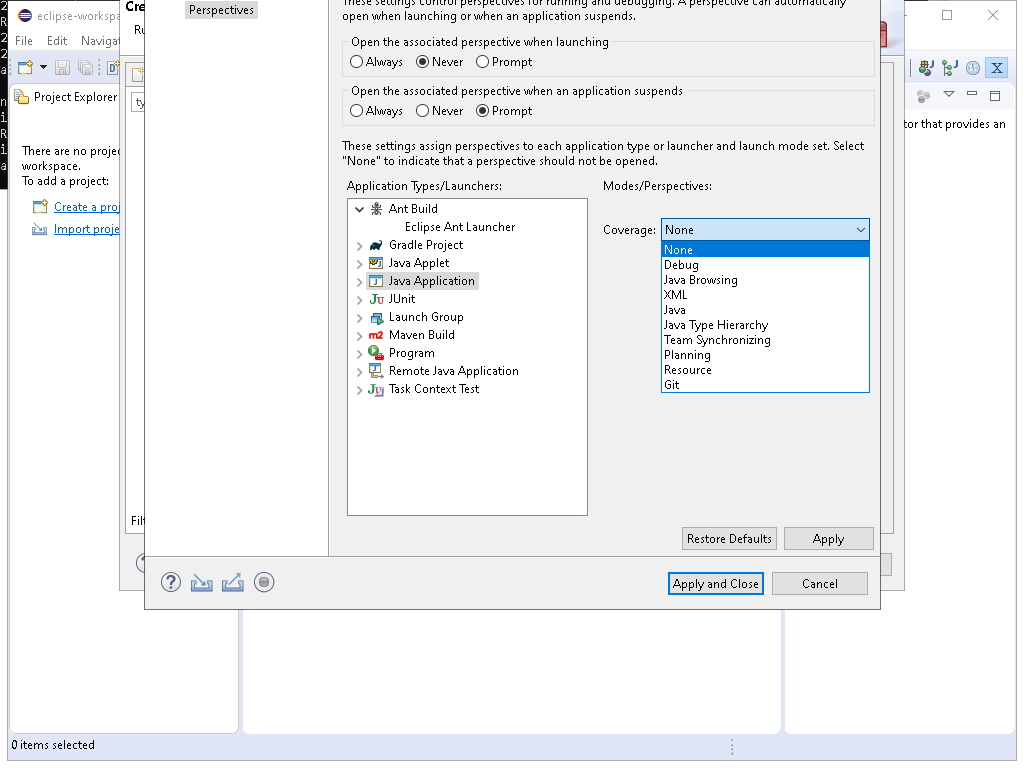 These settings control perspectives for running and debugging. A perspective can automatically
open when launching or when an application suspends.
eclipse-workspa
Cre
Perspectives
File Edit Navigat
Ru
Open the associated perspective when launching
Always Never Prompt
Open the associated perspective when an application suspends
Always Never Prompt
Project Explorer
ty
tor that provides an
There are no projec
workspace.
To add a project:
Create a proj
Import proje
These settings assign perspectives to each application type or launcher and launch mode set. Select
"None" to indicate that a perspective should not be opened.
Application Types/Launchers:
Modes/Perspectives:
Ant Build
Eclipse Ant Launcher
Gradle Project
Java Applet
Java Application
JUnit
Launch Group
Maven Build
Program
Remote Java Application
Task Context Test
Coverage: None
None
Debug
Java Browsing
XML
Java
Java Type Hierarchy
Team Synchronizing
Planning
Resource
Git
Filt
Restore Defaults Apply
Apply and Close Cancel
0 items selected